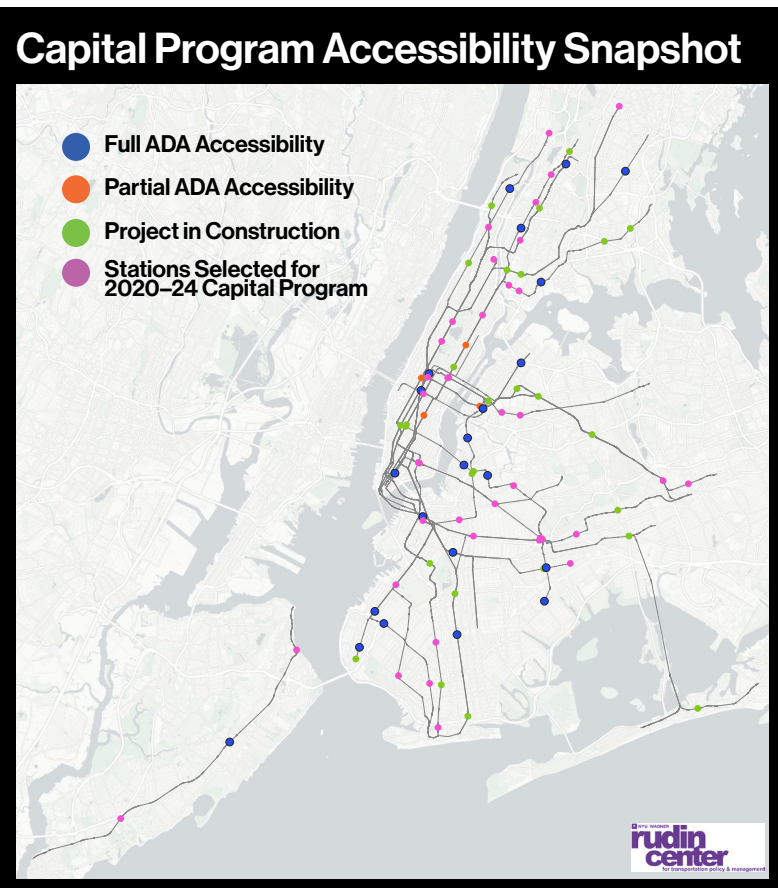 Capital Program Accessibility Snapshot
Full ADA Accessibility
Partial ADA Accessibility
Project in Construction
Stations Selected for
2020–24 Capital Program
NYU WAGNER
rudin
center
for transportation policy & management